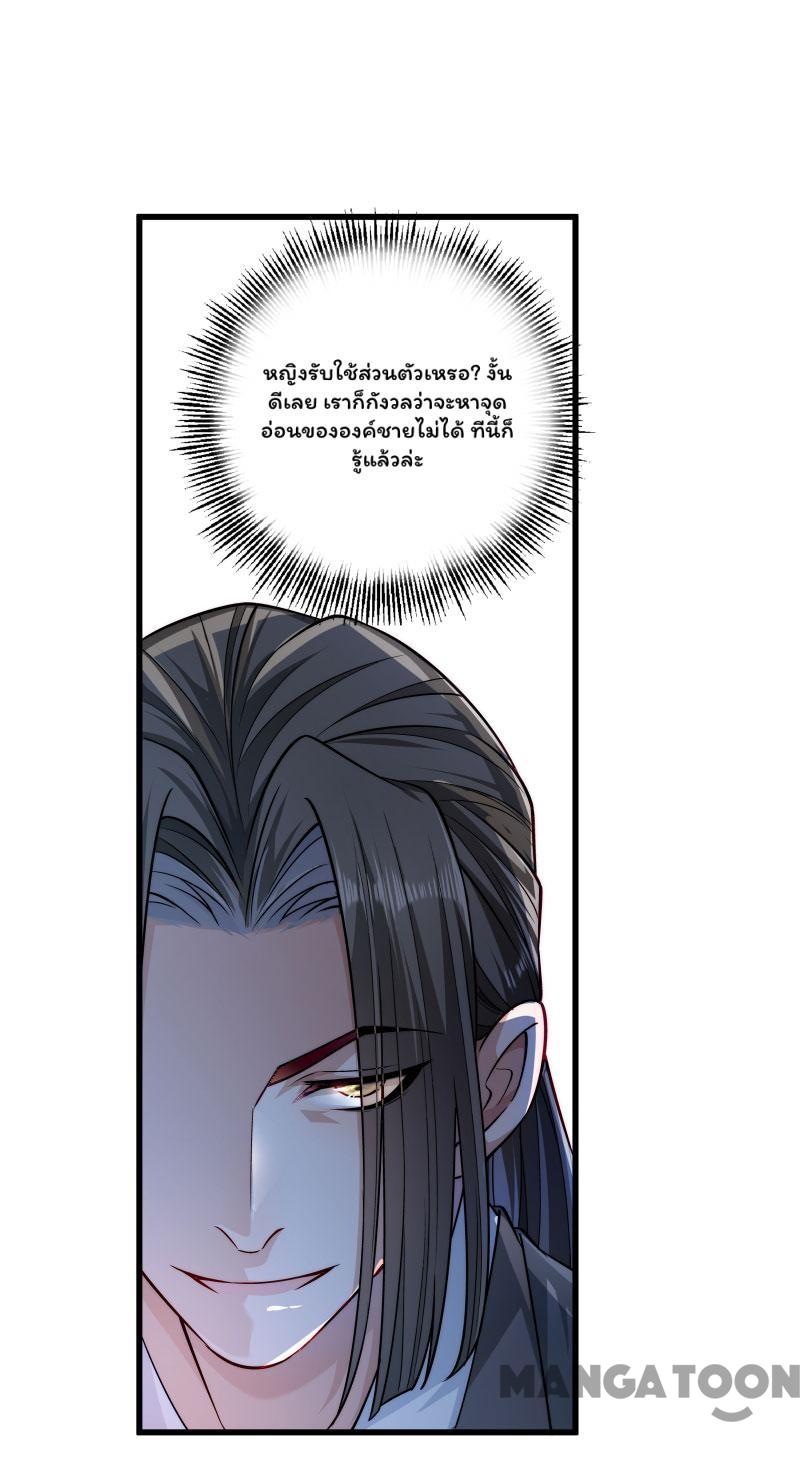 หญิงรับใช้ส่วนตัวเหรอ? งั้น
ดีเลย เราก็กังวลว่าจะหาจุด
อ่อนขององค์ชายไม่ได้ ทีนี้ก็
รู้แล้วล่ะ
MANGATOON